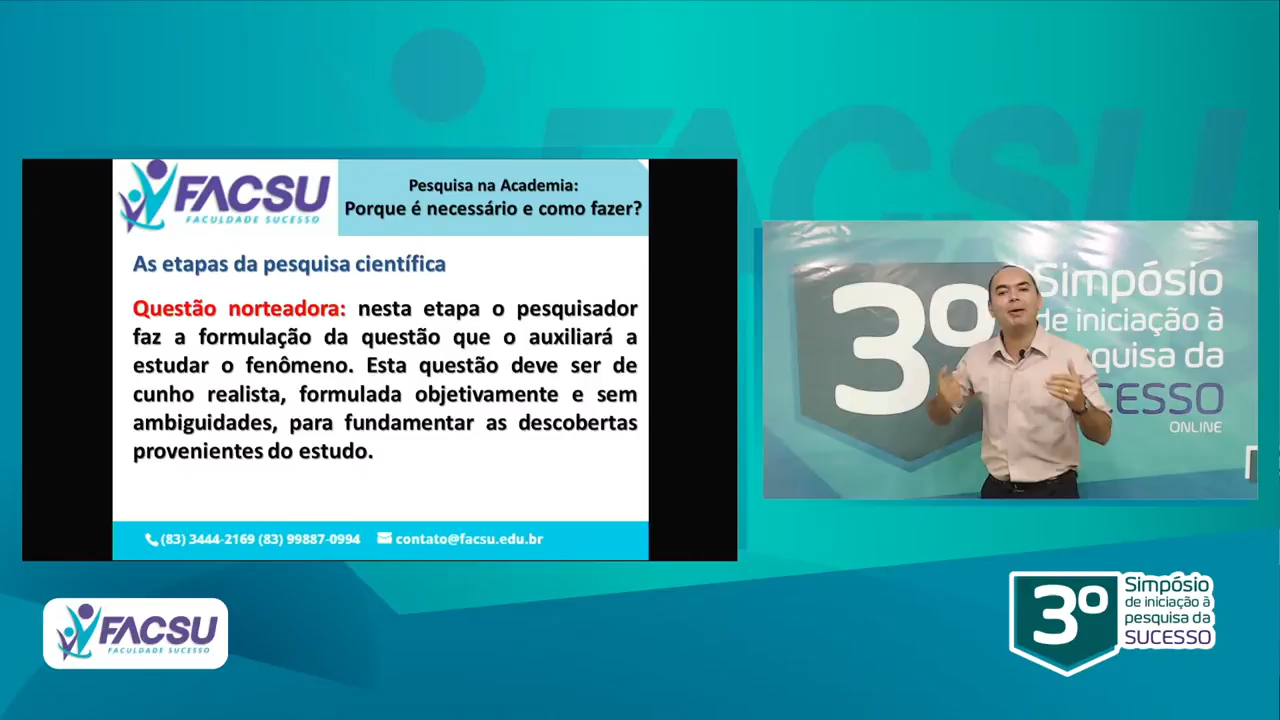 FACSU
FACSU
FACULDADE SUCESSO
Pesquisa na Academia:
Porque é necessário e como fazer?
As etapas da pesquisa científica
Questão norteadora: nesta etapa o pesquisador
faz a formulação da questão que o auxiliará a
estudar o fenômeno. Esta questão deve ser de
cunho realista, formulada objetivamente e sem
ambiguidades, para fundamentar as descobertas
provenientes do estudo.
(83) 3444-2169 (83) 99887-0994 contato@facsu.edu.br
3º
Simpósio
de iniciação à
quisa da
CESSO
ONLINE
FACSU
FACULDADE SUCESSO
3º
Simpósio
de iniciação à
pesquisa da
SUCESSO